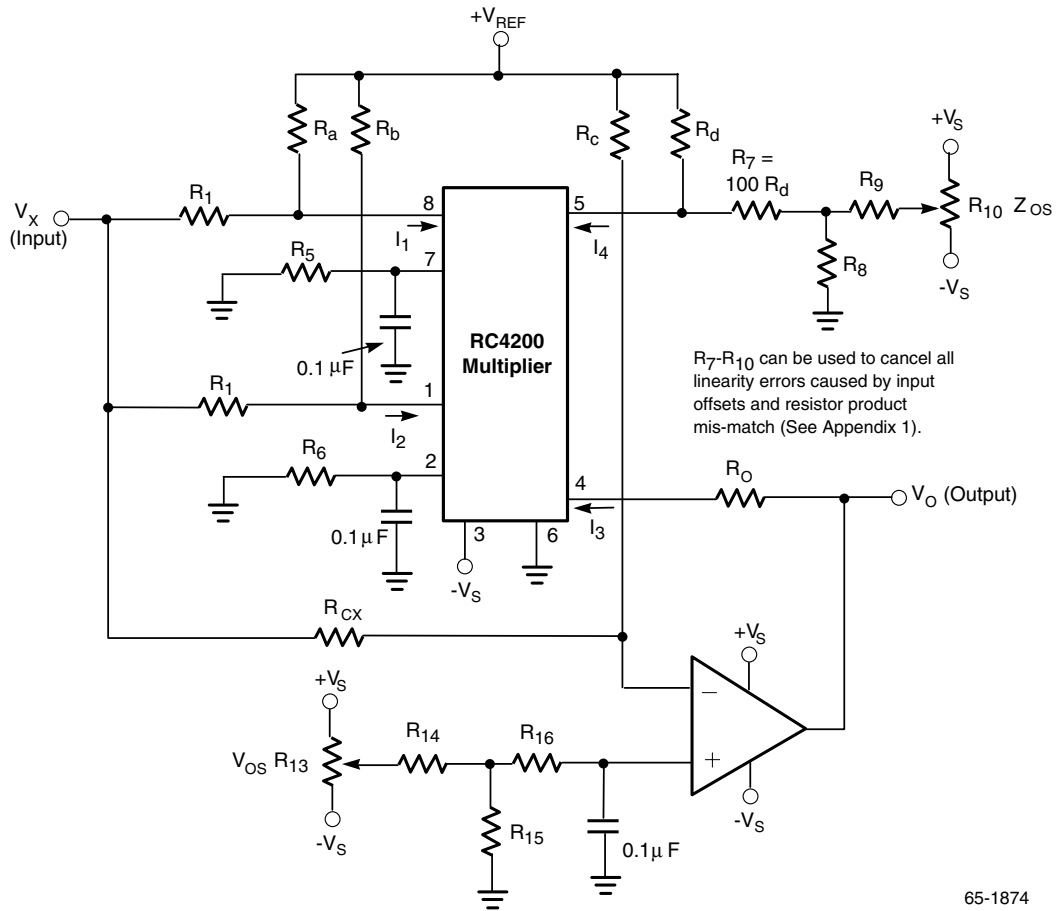 +VREF
Ra
Rb
Rc
Rd
+VS
R7 =
100 Rd
R9
R10 ZOS
-VS
R8
VX
(Input)
R1
8
I1
5
I4
R5
7
0.1 µF
RC4200
Multiplier
R7-R10 can be used to cancel all
linearity errors caused by input
offsets and resistor product
mis-match (See Appendix 1).
R1
1
I2
R6
2
0.1µ F
3
-VS
6
4
I3
RO
VO (Output)
RCX
+VS
−
+
-VS
+VS
VOS R13
-VS
R14
R16
R15
0.1µ F
65-1874